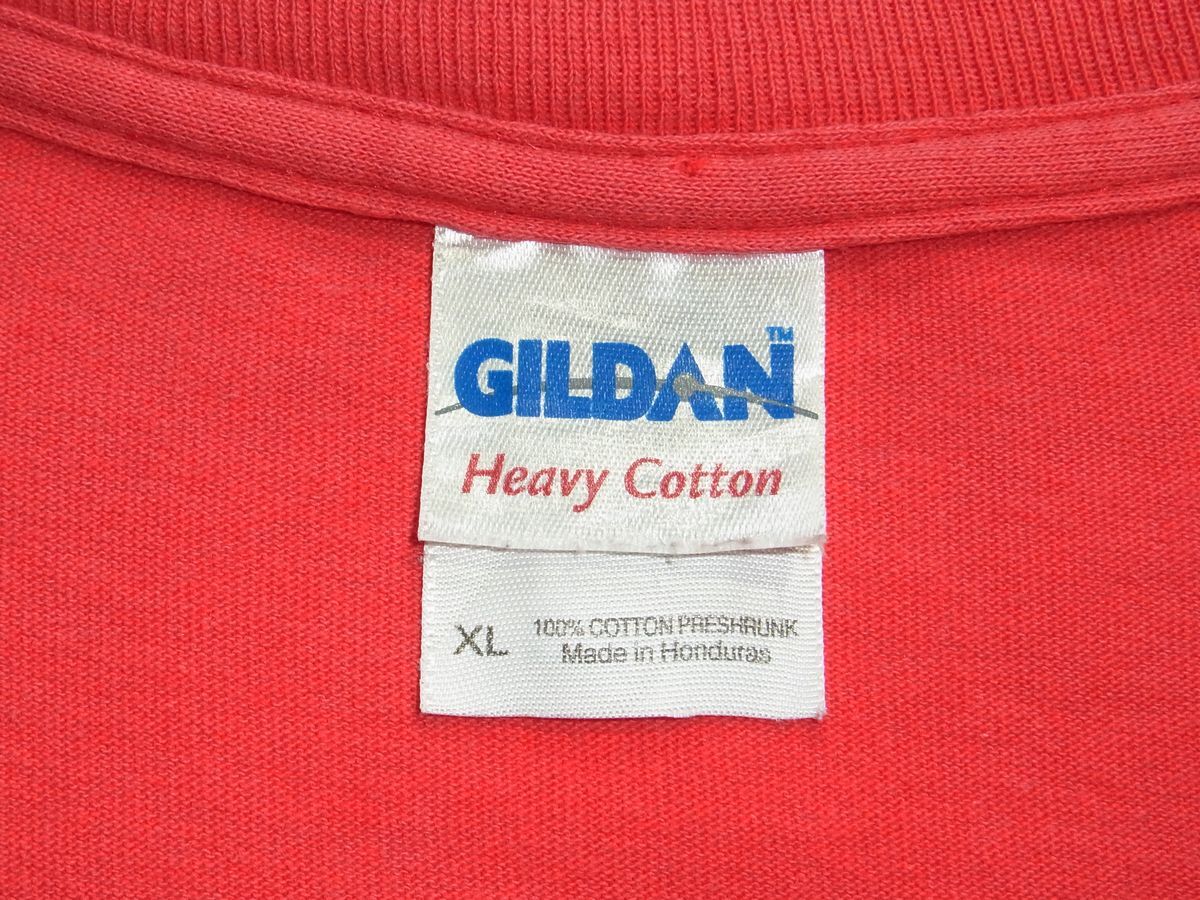 GILDAN™
Heavy Cotton
XL
100% COTTON PRESHRUNK
Made in Honduras